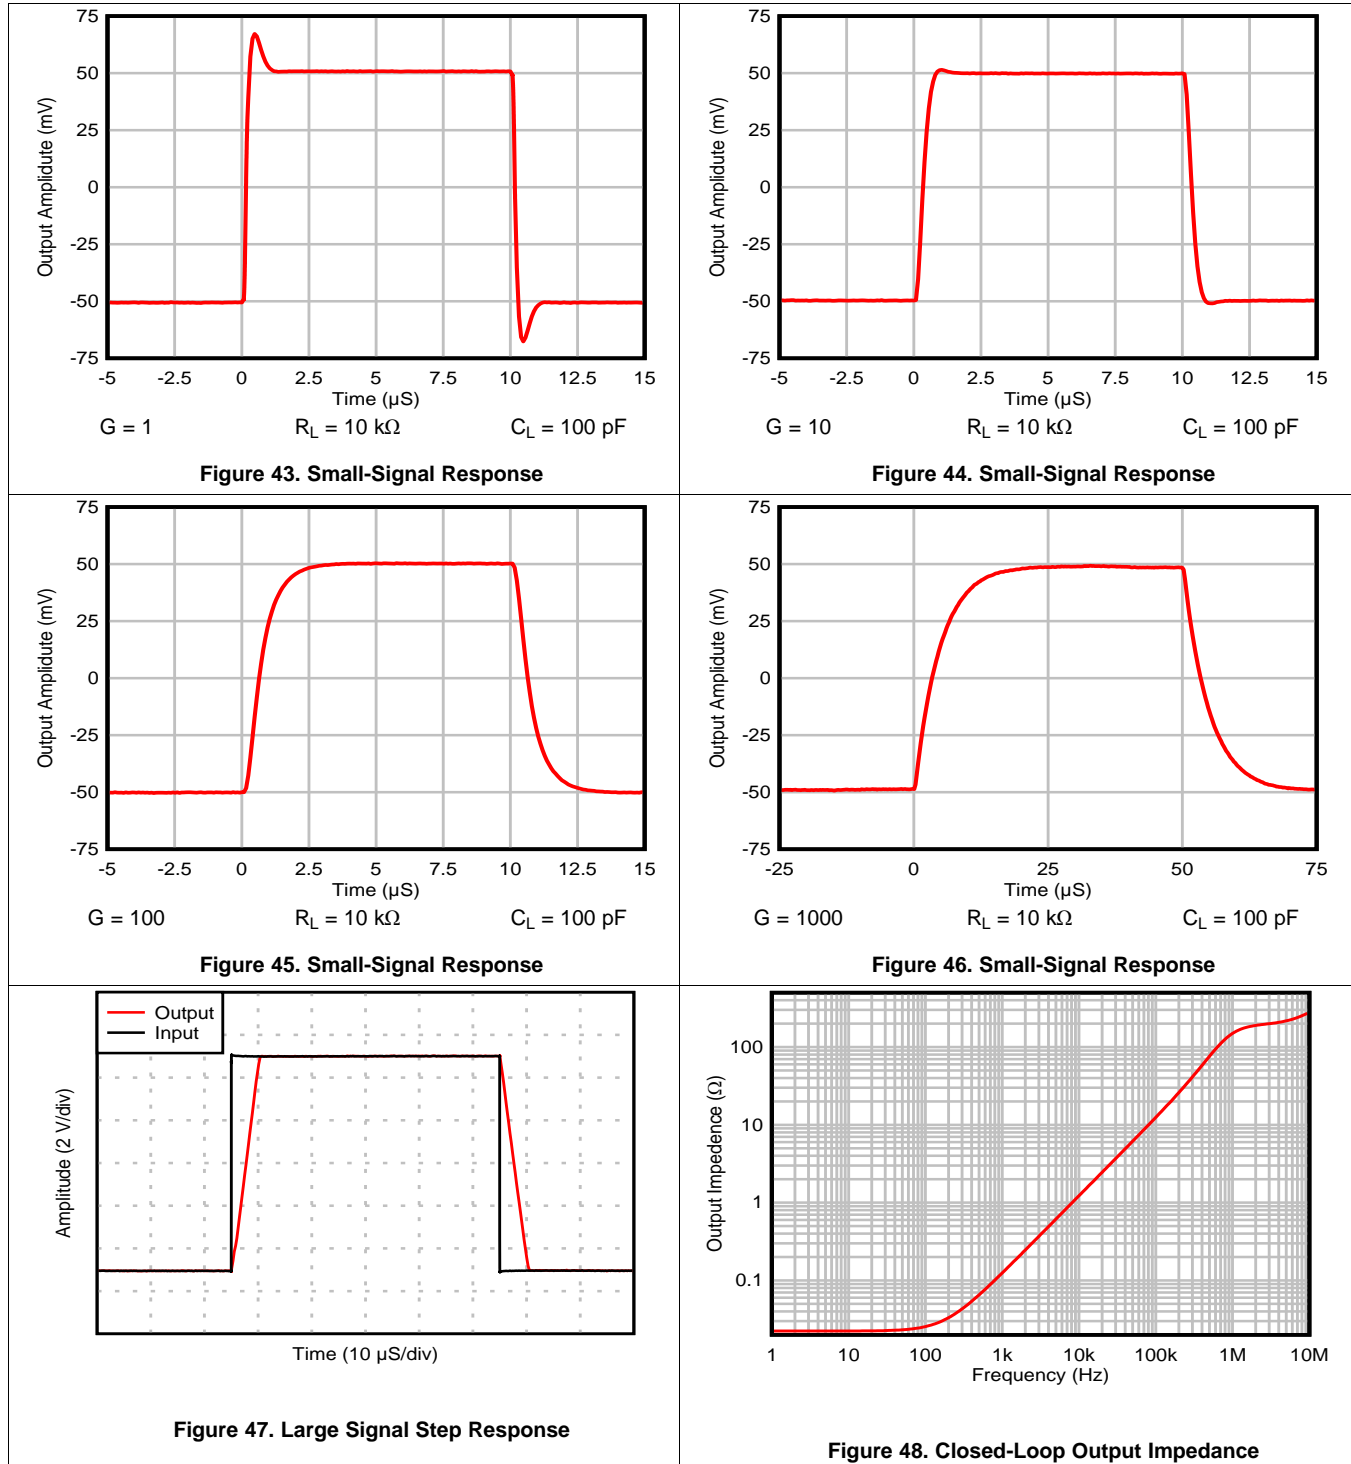 75
50
25
0
-25
-50
-75
Output Amplidute (mV)
-5 -2.5 0 2.5 5 7.5 10 12.5 15
Time (µS)
G = 1 RL = 10 kΩ CL = 100 pF
Figure 43. Small-Signal Response
75
50
25
0
-25
-50
-75
Output Amplidute (mV)
-5 -2.5 0 2.5 5 7.5 10 12.5 15
Time (µS)
G = 10 RL = 10 kΩ CL = 100 pF
Figure 44. Small-Signal Response
75
50
25
0
-25
-50
-75
Output Amplidute (mV)
-5 -2.5 0 2.5 5 7.5 10 12.5 15
Time (µS)
G = 100 RL = 10 kΩ CL = 100 pF
Figure 45. Small-Signal Response
75
50
25
0
-25
-50
-75
Output Amplidute (mV)
-25 0 25 50 75
Time (µS)
G = 1000 RL = 10 kΩ CL = 100 pF
Figure 46. Small-Signal Response
Output
Input
Amplitude (2 V/div)
Time (10 µS/div)
Figure 47. Large Signal Step Response
100
10
1
0.1
Output Impedence (Ω)
1 10 100 1k 10k 100k 1M 10M
Frequency (Hz)
Figure 48. Closed-Loop Output Impedance